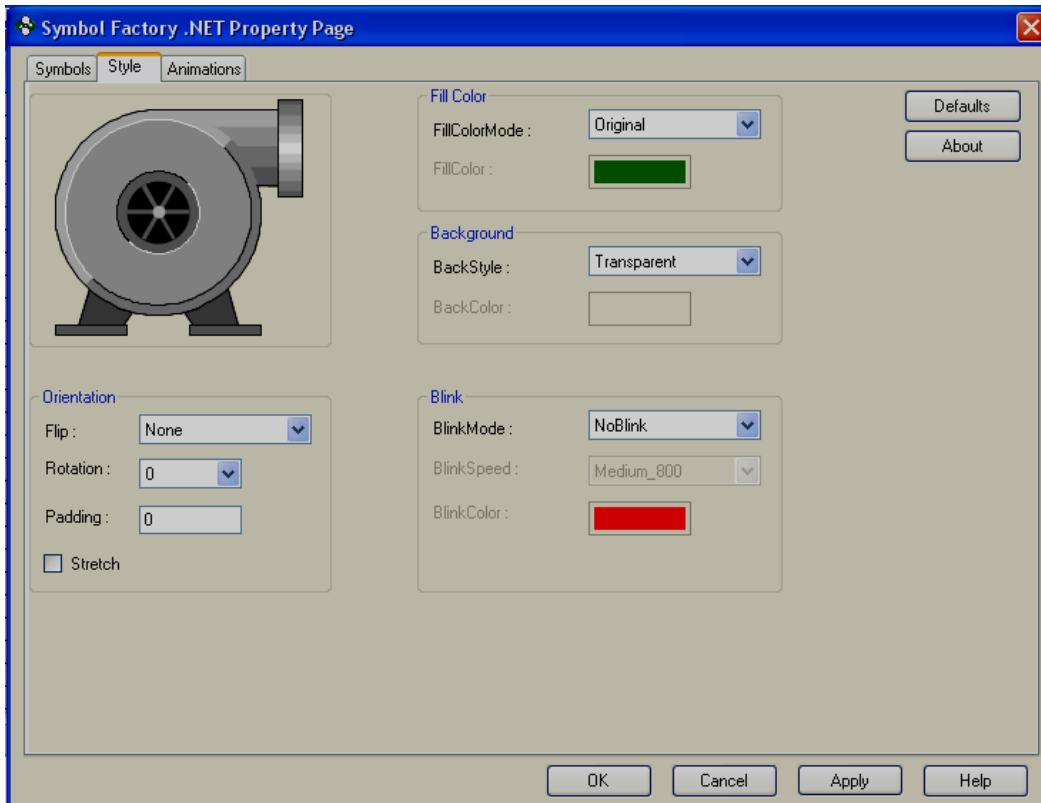 Symbol Factory .NET Property Page
Symbols Style Animations
Fill Color
FillColorMode : Original
FillColor :
Defaults
About
Background
BackStyle : Transparent
BackColor :
Orientation
Flip : None
Rotation : 0
Padding : 0
Stretch
Blink
BlinkMode : NoBlink
BlinkSpeed : Medium_800
BlinkColor :
OK Cancel Apply Help